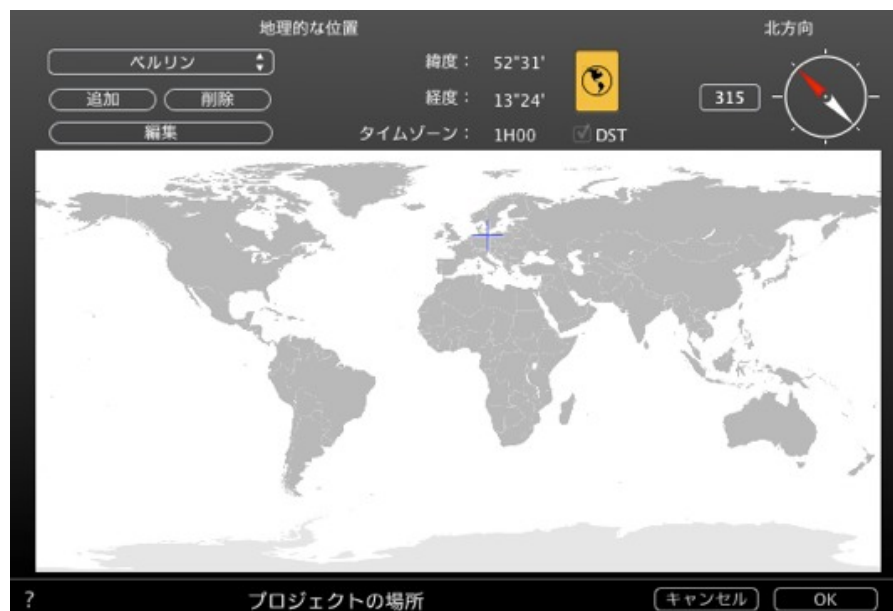 地理的な位置
北方向
ベルリン
緯度： 52"31'
追加 削除
経度： 13"24'
315
編集
タイムゾーン： 1H00
DST
?
プロジェクトの場所
キャンセル
OK